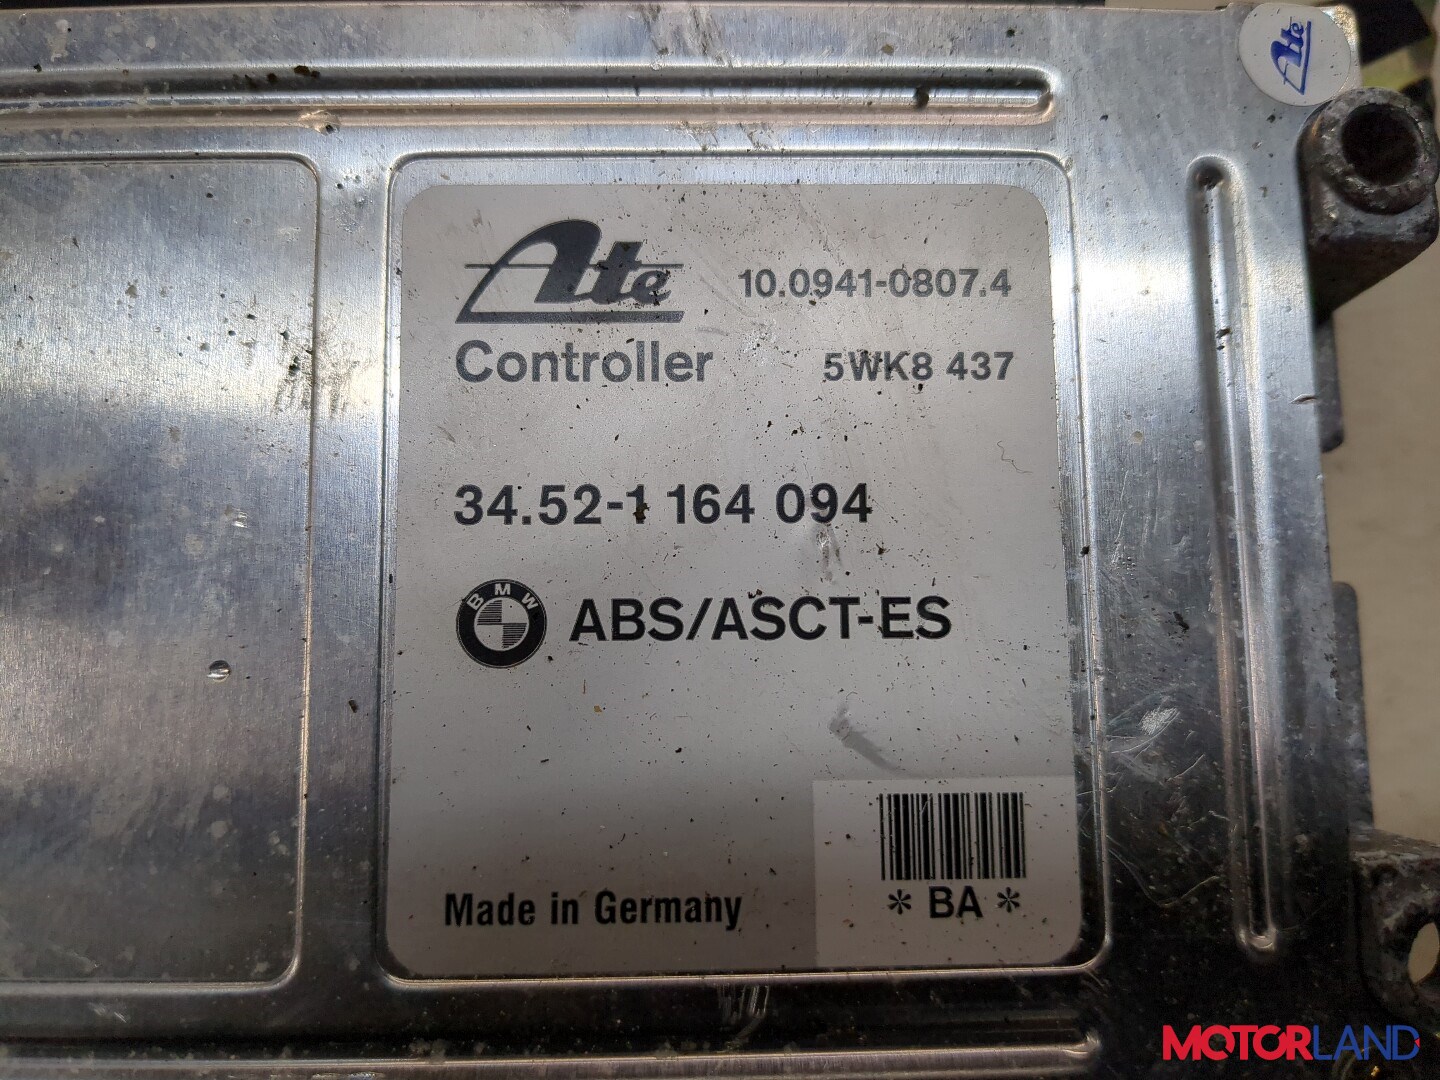 Ate
Ate 10.0941-0807.4
Controller 5WK8 437
34.52-1 164 094
BMW ABS/ASCT-ES
Made in Germany * BA *
MOTORLAND